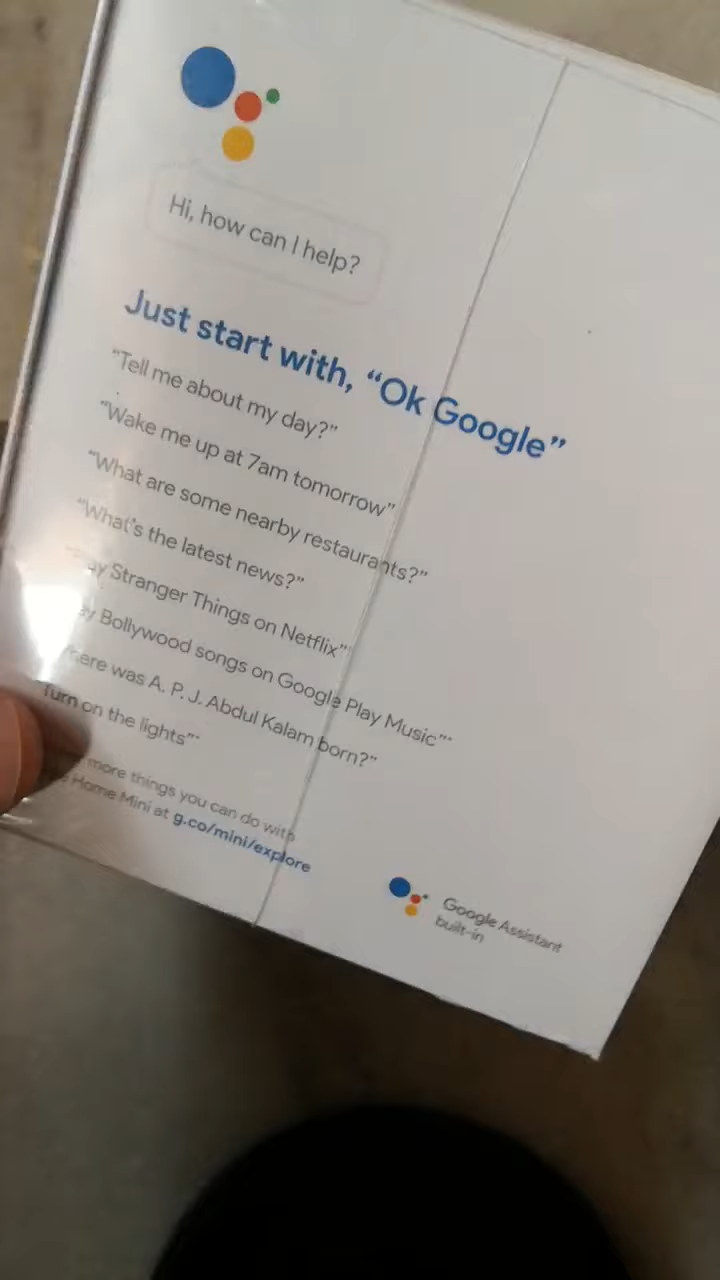 Hi, how can I help?
Just start with, “Ok Google”
“Tell me about my day?”
“Wake me up at 7am tomorrow”
“What are some nearby restaurants?”
“What's the latest news?”
Stranger Things on Netflix”*
Bollywood songs on Google Play Music”**
was A. P. J. Abdul Kalam born?”
Turn on the lights”**
more things you can do with
Home Mini at g.co/mini/explore
Google Assistant
built-in